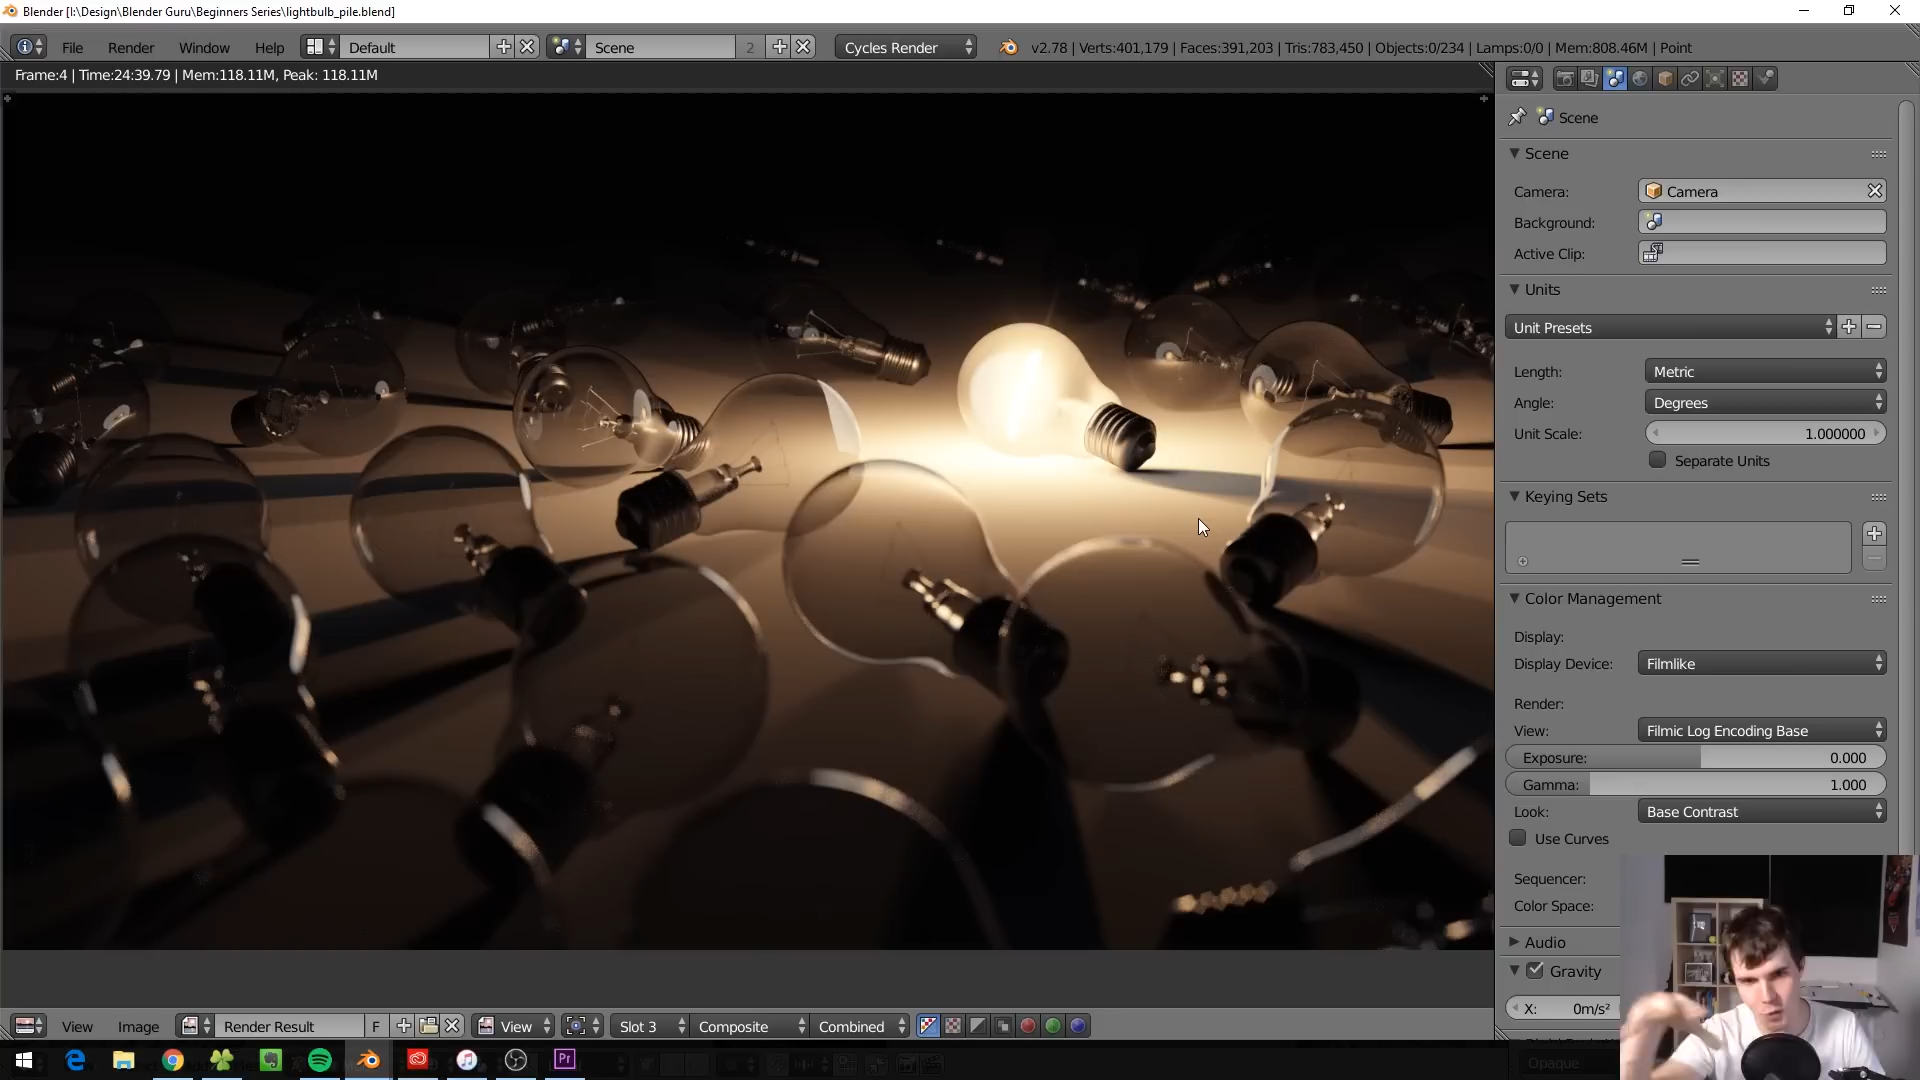 Blender [I:\Design\Blender Guru\Beginners Series\lightbulb_pile.blend]
File Render Window Help Default Scene 2 Cycles Render v2.78 | Verts:401,179 | Faces:391,203 | Tris:783,450 | Objects:0/234 | Lamps:0/0 | Mem:808.46M | Point
Frame:4 | Time:24:39.79 | Mem:118.11M, Peak: 118.11M
Scene
Scene
Camera: Camera
Background:
Active Clip:
Units
Unit Presets
Length: Metric
Angle: Degrees
Unit Scale: 1.000000
Separate Units
Keying Sets
Color Management
Display:
Display Device: Filmlike
Render:
View: Filmic Log Encoding Base
Exposure: 0.000
Gamma: 1.000
Look: Base Contrast
Use Curves
Sequencer:
Color Space:
Audio
Gravity
X: 0m/s²
View Image Render Result F View Slot 3 Composite Combined
Pr
Opaque